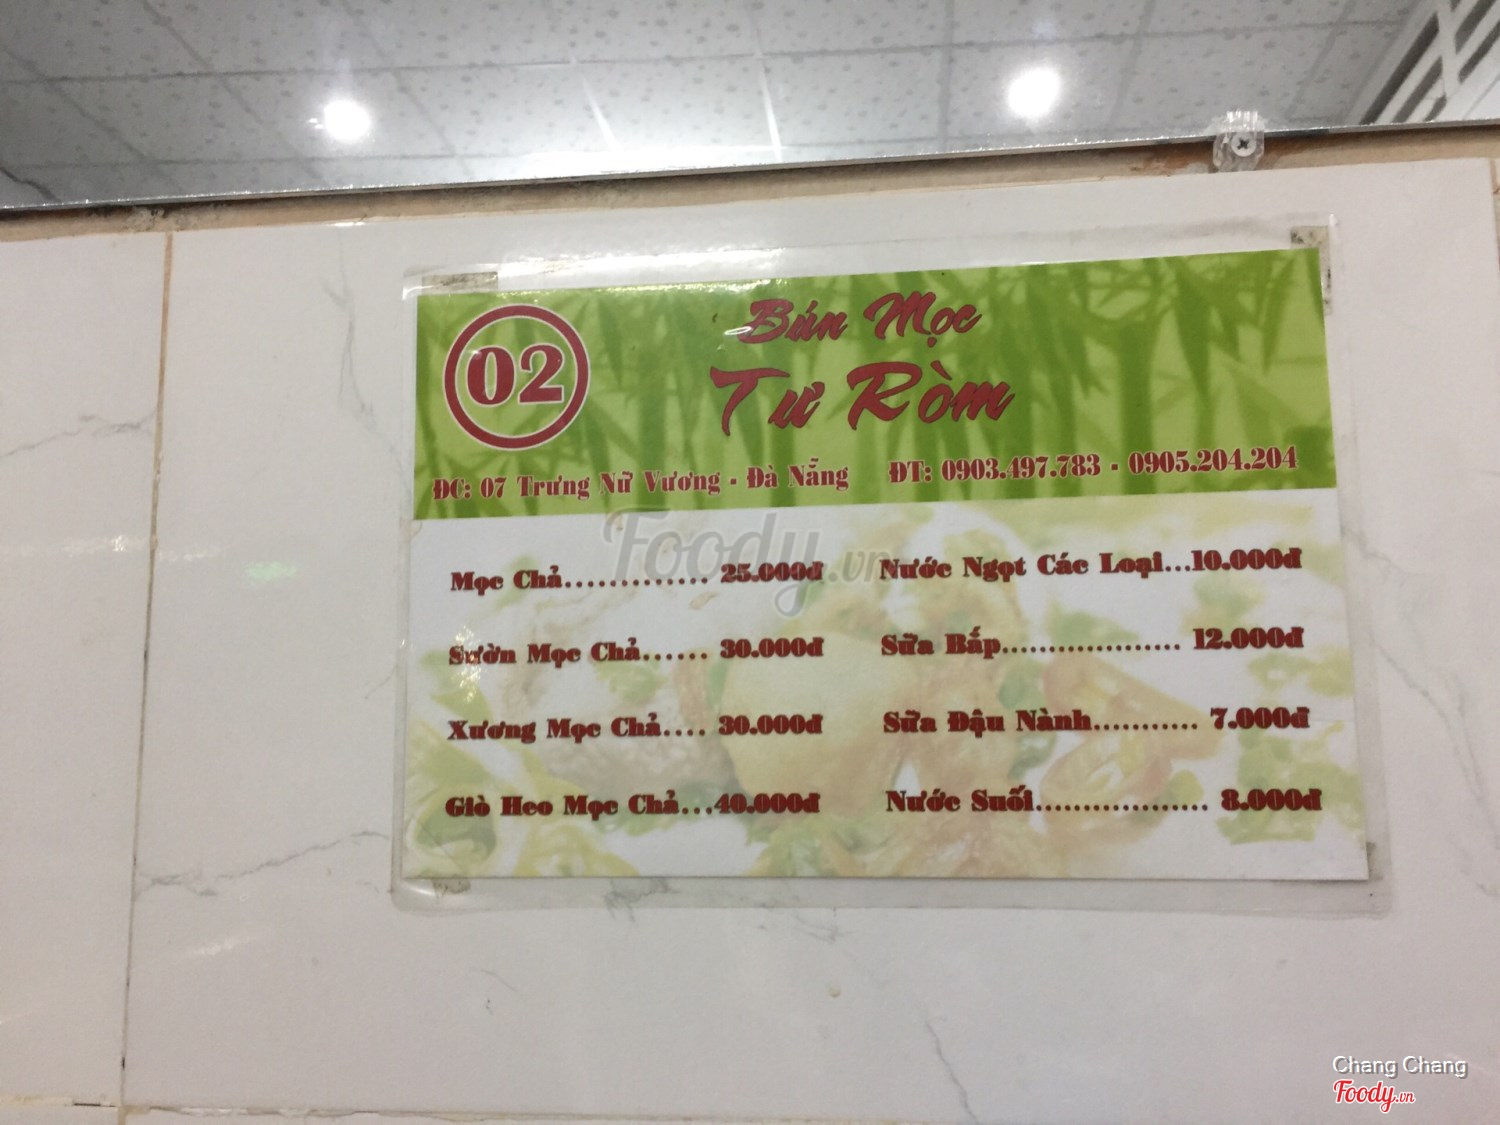 02
Bún Mọc
Tư Ròm
ĐC: 07 Trưng Nữ Vương - Đà Nẵng ĐT: 0903.497.783 - 0905.204.204
Foody.vn
Mọc Chả............. 25.000đ
Sườn Mọc Chả...... 30.000đ
Xương Mọc Chả.... 30.000đ
Giò Heo Mọc Chả...40.000đ
Nước Ngọt Các Loại...10.000đ
Sữa Bắp................... 12.000đ
Sữa Đậu Nành........... 7.000đ
Nước Suối.................. 8.000đ
Chang Chang
Foody.vn